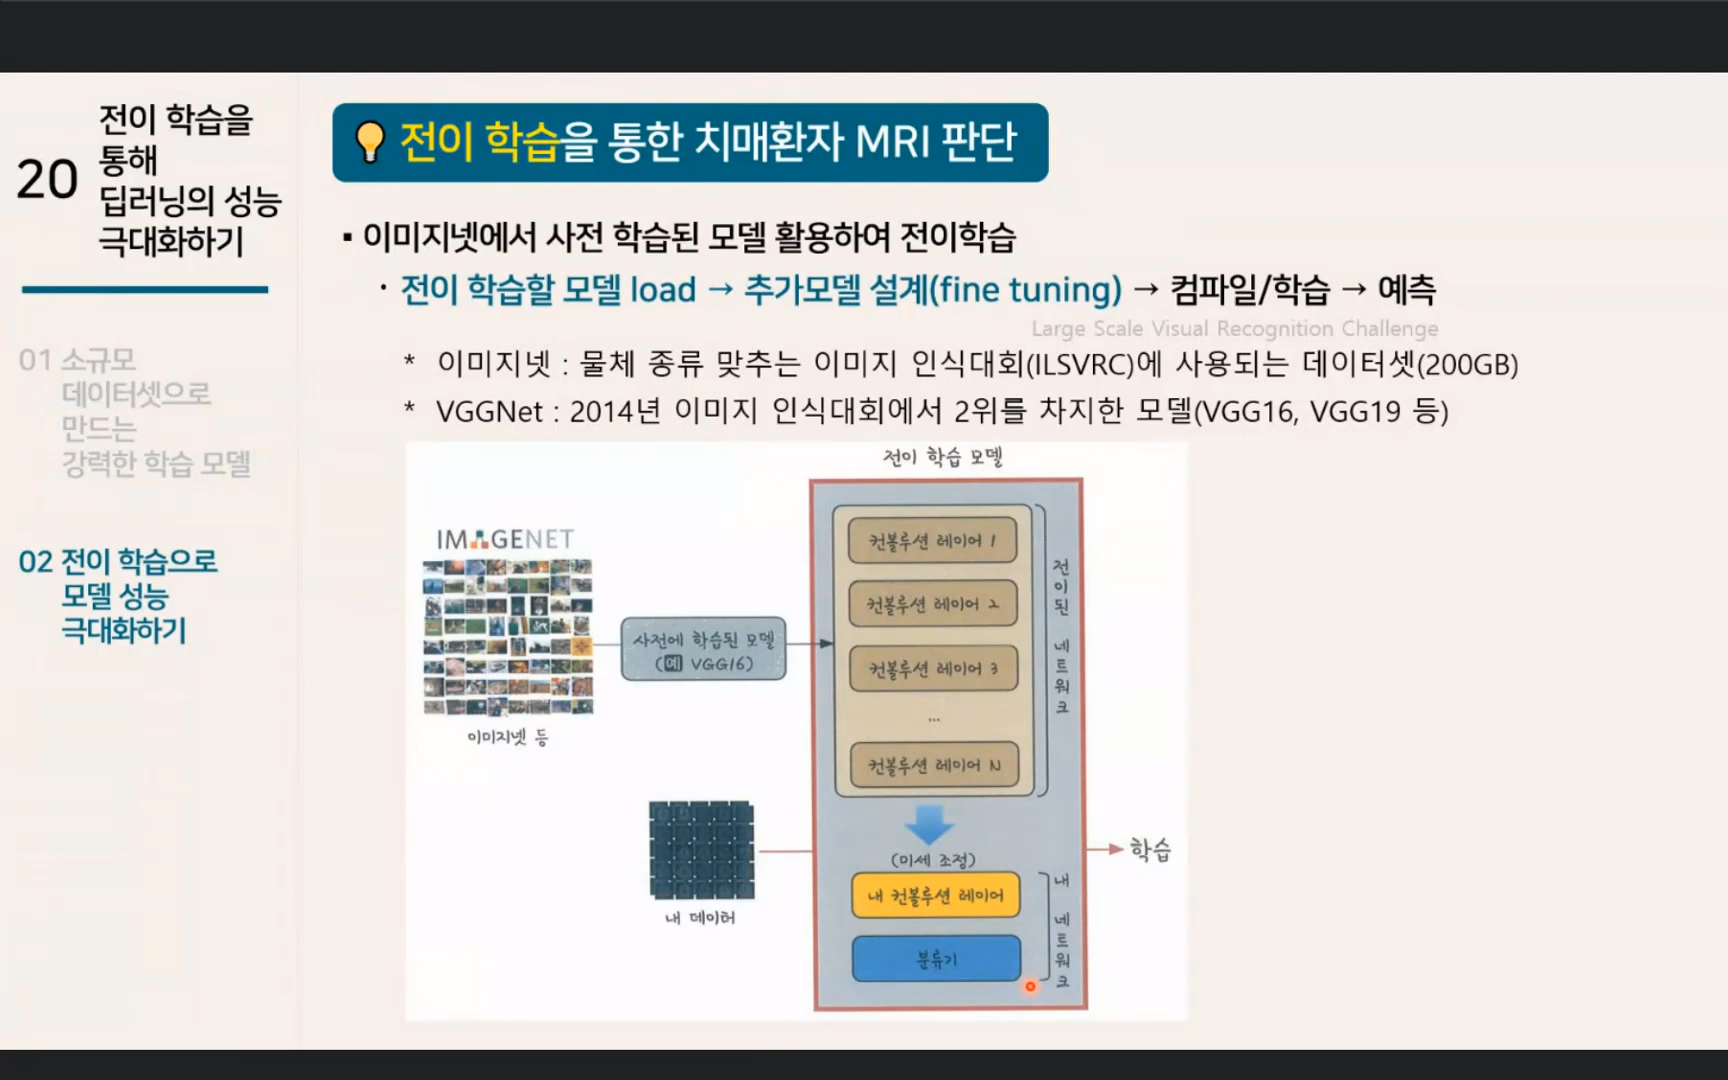 20
전이 학습을
통해
딥러닝의 성능
극대화하기
01 소규모
데이터셋으로
만드는
강력한 학습 모델
02 전이 학습으로
모델 성능
극대화하기
전이 학습을 통한 치매환자 MRI 판단
▪ 이미지넷에서 사전 학습된 모델 활용하여 전이학습
· 전이 학습할 모델 load → 추가모델 설계(fine tuning) → 컴파일/학습 → 예측
Large Scale Visual Recognition Challenge
* 이미지넷 : 물체 종류 맞추는 이미지 인식대회(ILSVRC)에 사용되는 데이터셋(200GB)
* VGGNet : 2014년 이미지 인식대회에서 2위를 차지한 모델(VGG16, VGG19 등)
전이 학습 모델
IMAGENET
이미지넷 등
사전에 학습된 모델
(예 VGG16)
컨볼루션 레이어 1
컨볼루션 레이어 2
컨볼루션 레이어 3
...
컨볼루션 레이어 N
전이된 네트워크
(미세 조정)
내 컨볼루션 레이어
분류기
내 네트워크
내 데이터
학습